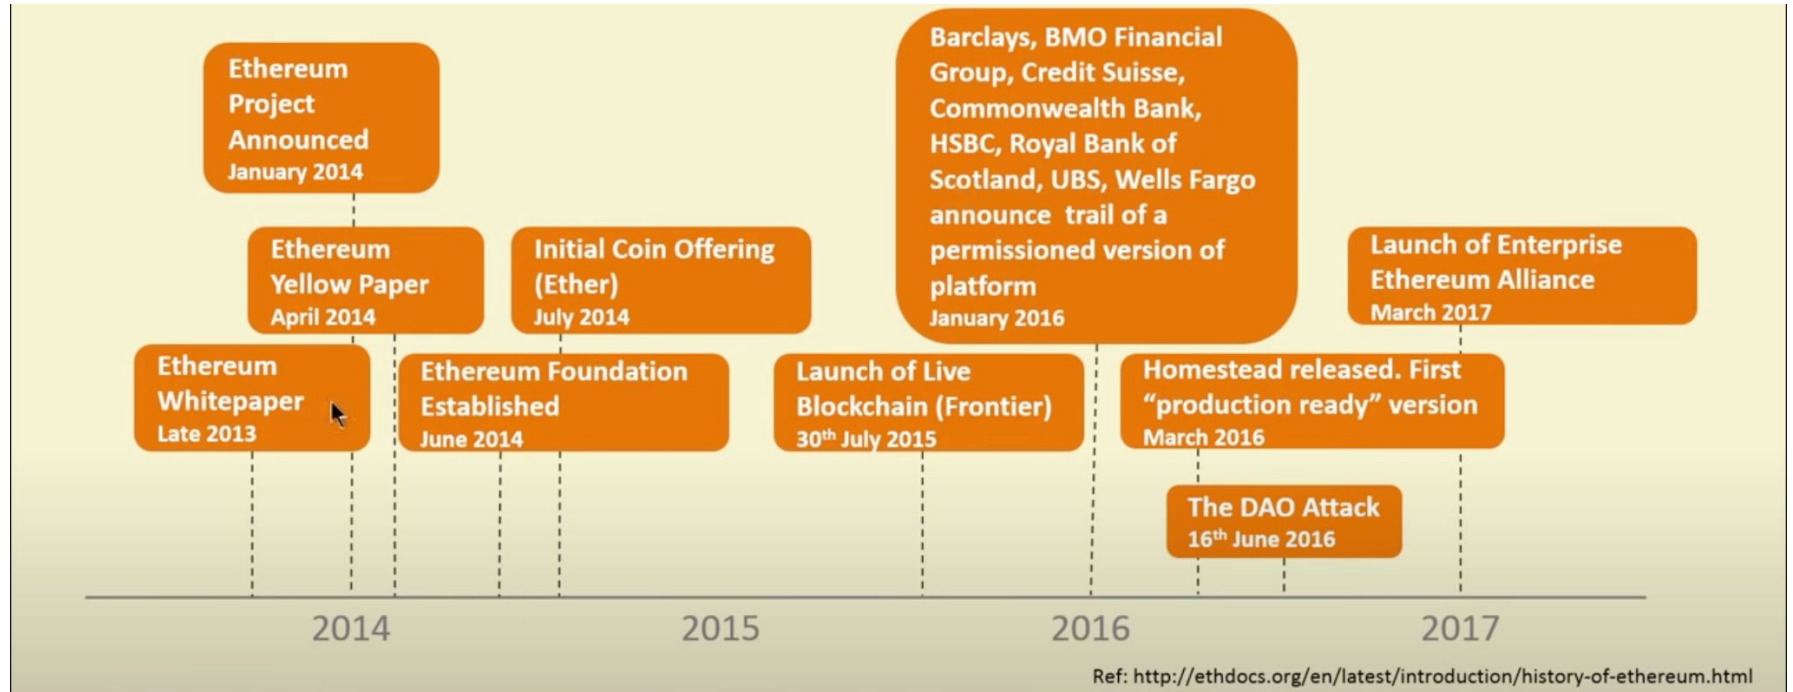 Ethereum
Project
Announced
January 2014
Ethereum
Yellow Paper
April 2014
Initial Coin Offering
(Ether)
July 2014
Barclays, BMO Financial
Group, Credit Suisse,
Commonwealth Bank,
HSBC, Royal Bank of
Scotland, UBS, Wells Fargo
announce trail of a
permissioned version of
platform
January 2016
Launch of Enterprise
Ethereum Alliance
March 2017
Ethereum
Whitepaper
Late 2013
Ethereum Foundation
Established
June 2014
Launch of Live
Blockchain (Frontier)
30th July 2015
Homestead released. First
“production ready” version
March 2016
The DAO Attack
16th June 2016
2014
2015
2016
2017
Ref: http://ethdocs.org/en/latest/introduction/history-of-ethereum.html